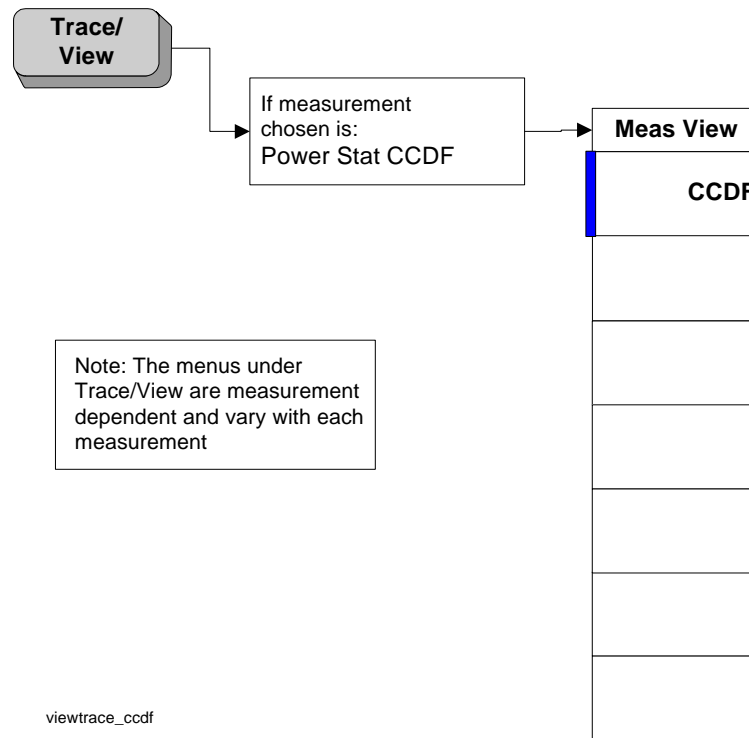 Trace/
View
If measurement
chosen is:
Power Stat CCDF
Meas View
CCDF
Note: The menus under
Trace/View are measurement
dependent and vary with each
measurement
viewtrace_ccdf